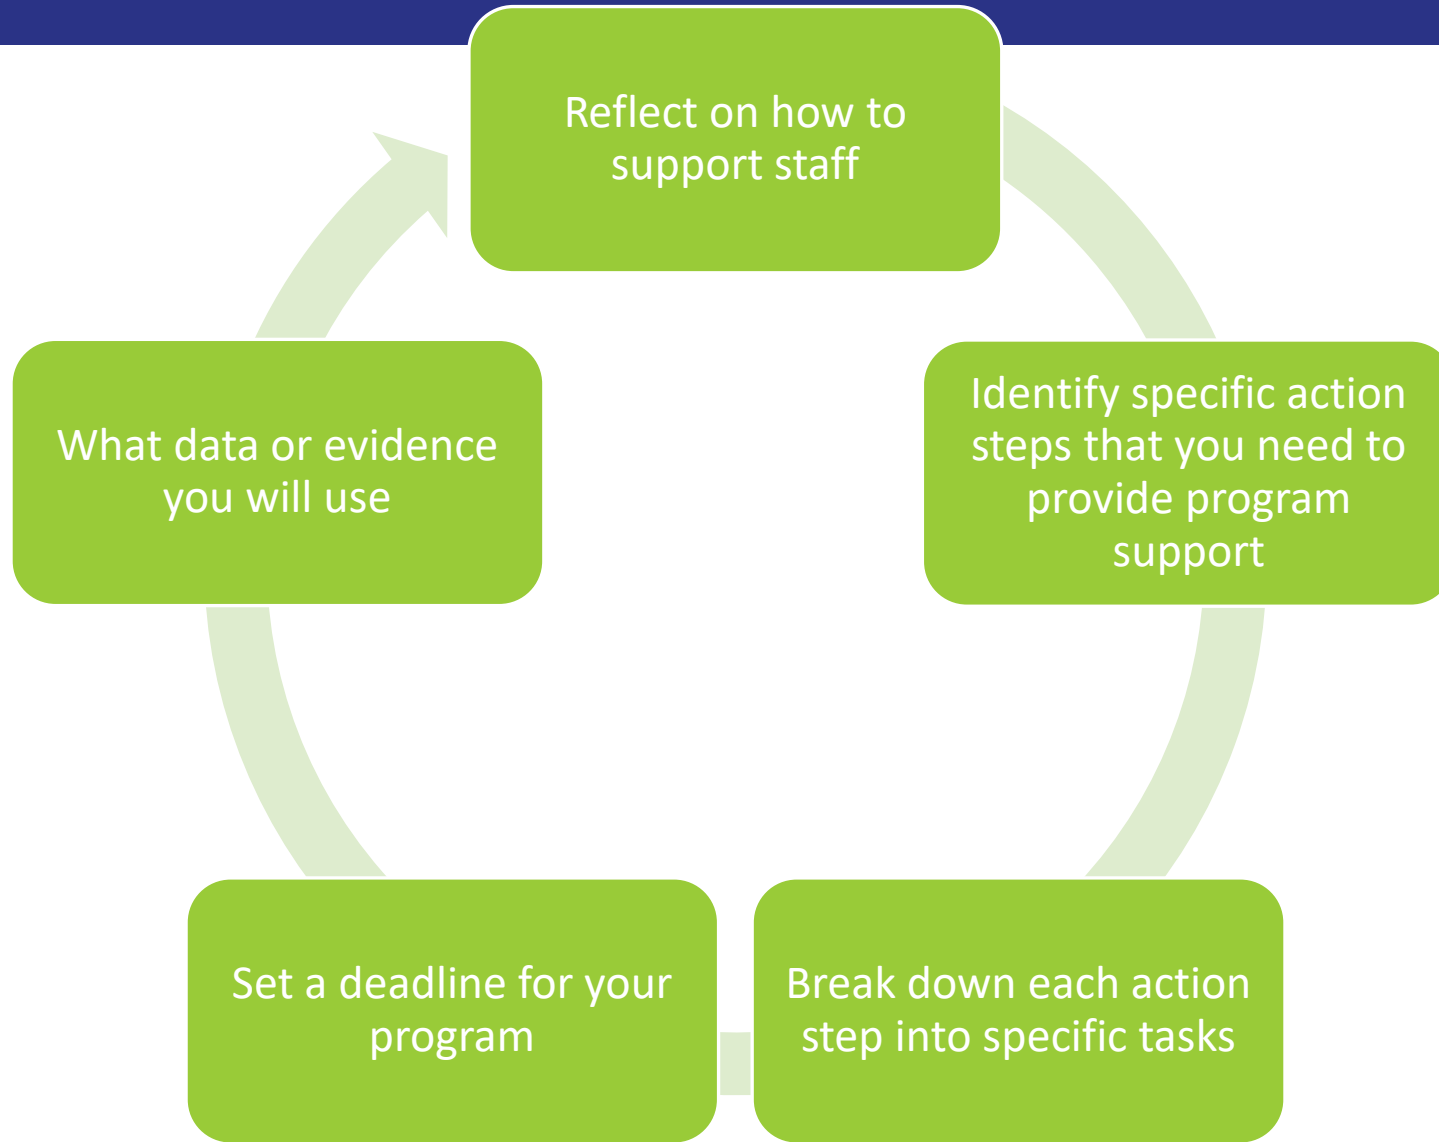 Reflect on how to
support staff
Identify specific action
steps that you need to
provide program
support
Break down each action
step into specific tasks
Set a deadline for your
program
What data or evidence
you will use